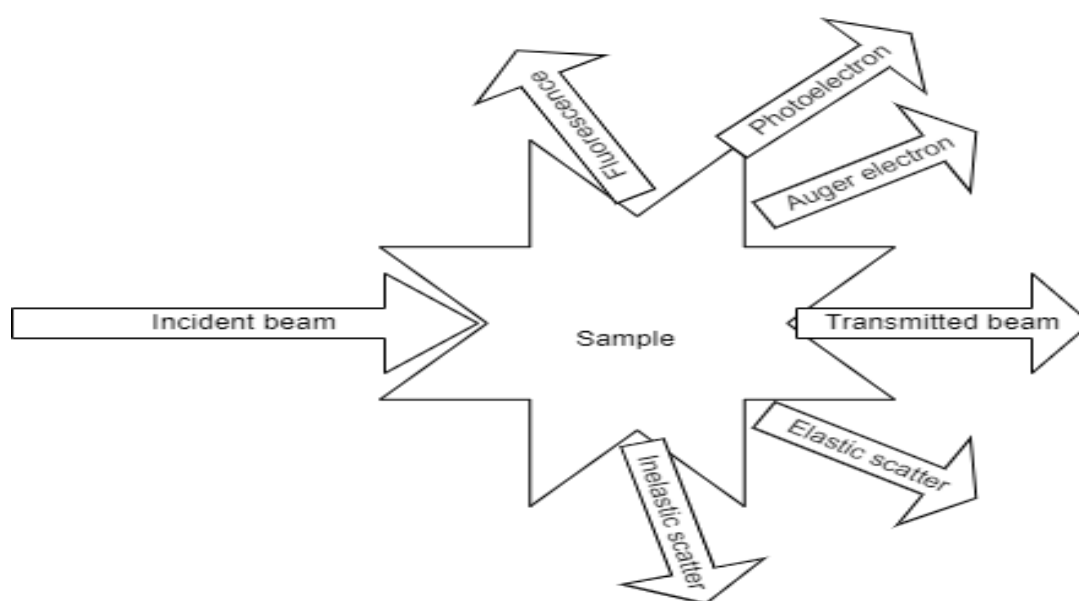 Fluorescence
Photoelectron
Auger electron
Incident beam
Sample
Transmitted beam
Elastic scatter
Inelastic scatter